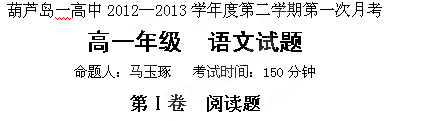 葫芦岛一高中 2012—2013 学年度第二学期第一次月考
高一年级 语文试题
命题人：马玉琢 考试时间：150 分钟
第 I 卷 阅读题